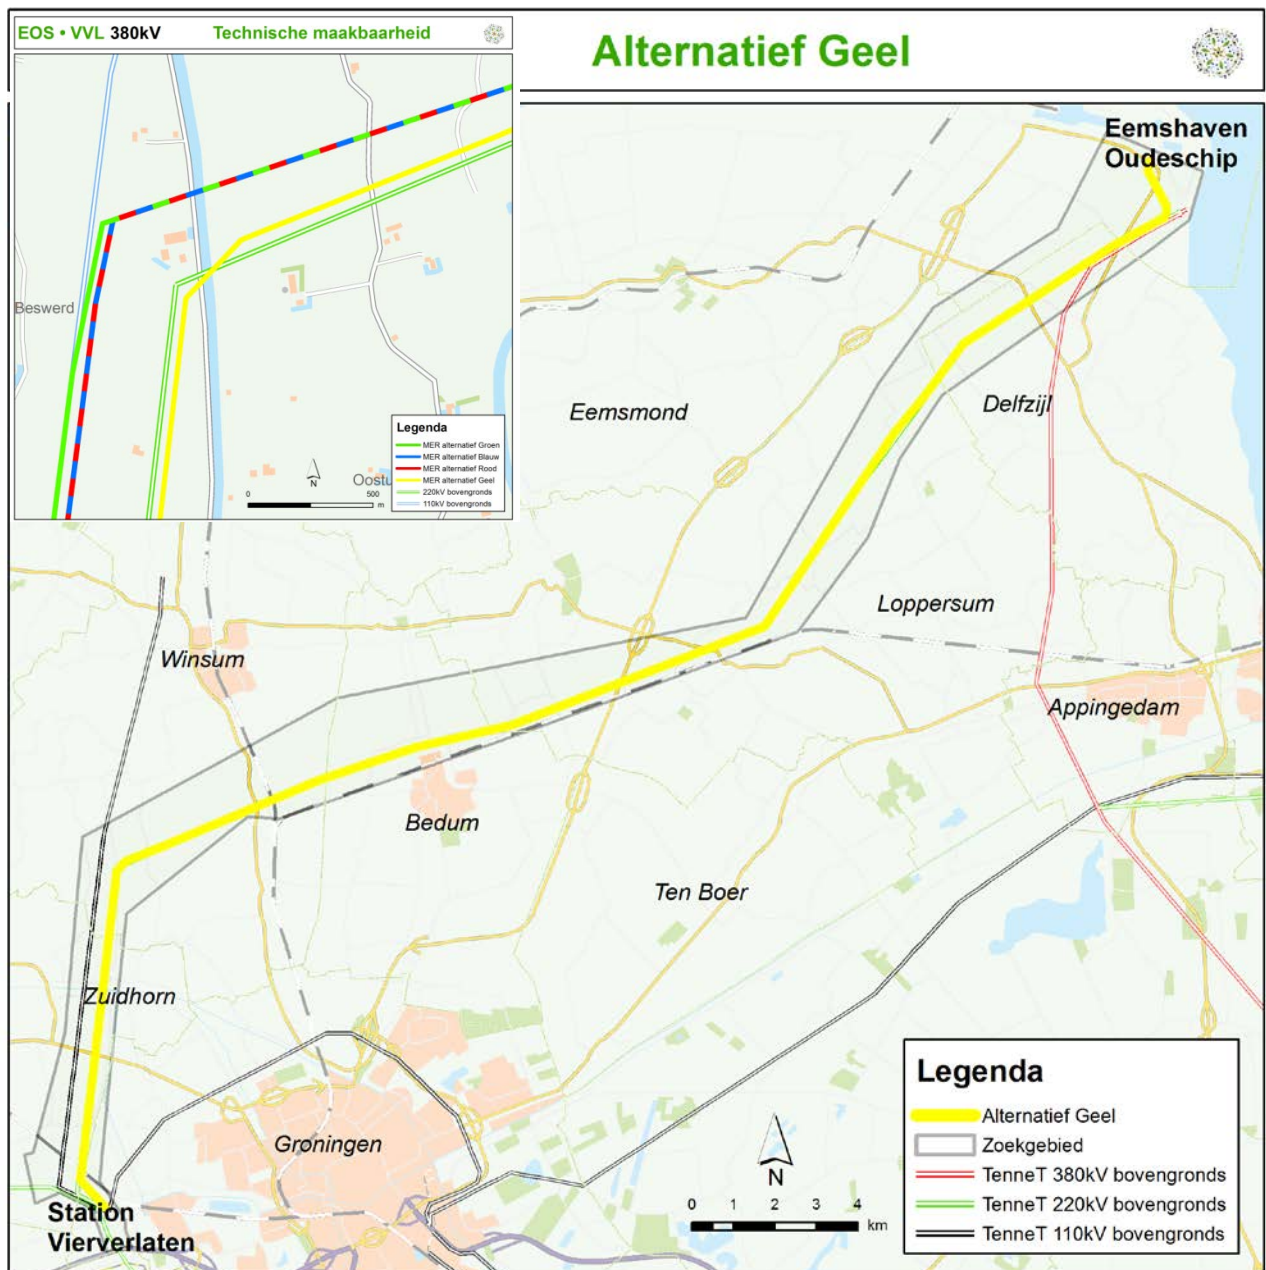 EOS • VVL 380kV Technische maakbaarheid
Beswerd
Legenda
MER alternatief Groen
MER alternatief Blauw
MER alternatief Rood
MER alternatief Geel
220kV bovengronds
110kV bovengronds
Oostu
N
0 500
m
Alternatief Geel
Eemshaven
Oudeschip
Eemsmond
Delfzijl
Loppersum
Winsum
Appingedam
Bedum
Ten Boer
Zuidhorn
Groningen
Station
Vierverlaten
N
0 1 2 3 4
km
Legenda
Alternatief Geel
Zoekgebied
TenneT 380kV bovengronds
TenneT 220kV bovengronds
TenneT 110kV bovengronds